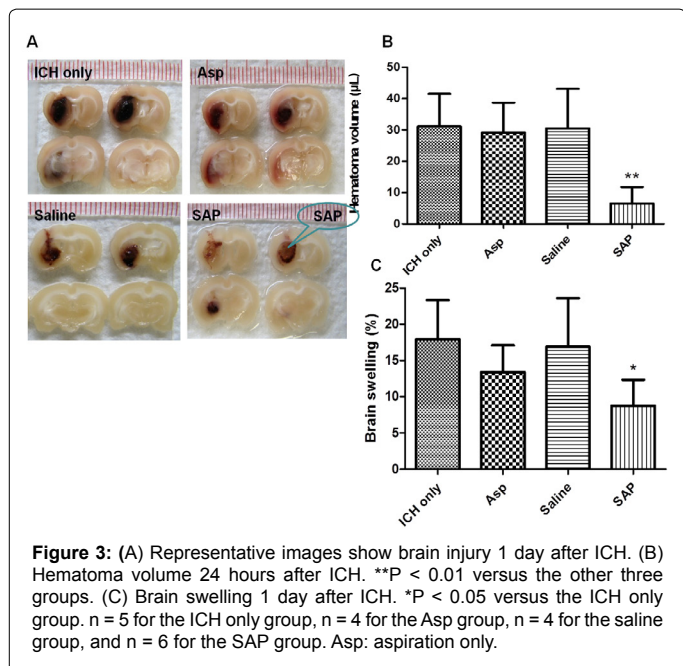 A
ICH only
Asp
Saline
SAP
SAP
B
Hematoma volume (µL)
50
40
30
20
10
0
**
ICH only
Asp
Saline
SAP
C
Brain swelling (%)
25
20
15
10
5
0
*
ICH only
Asp
Saline
SAP
Figure 3: (A) Representative images show brain injury 1 day after ICH. (B)
Hematoma volume 24 hours after ICH. **P < 0.01 versus the other three
groups. (C) Brain swelling 1 day after ICH. *P < 0.05 versus the ICH only
group. n = 5 for the ICH only group, n = 4 for the Asp group, n = 4 for the saline
group, and n = 6 for the SAP group. Asp: aspiration only.